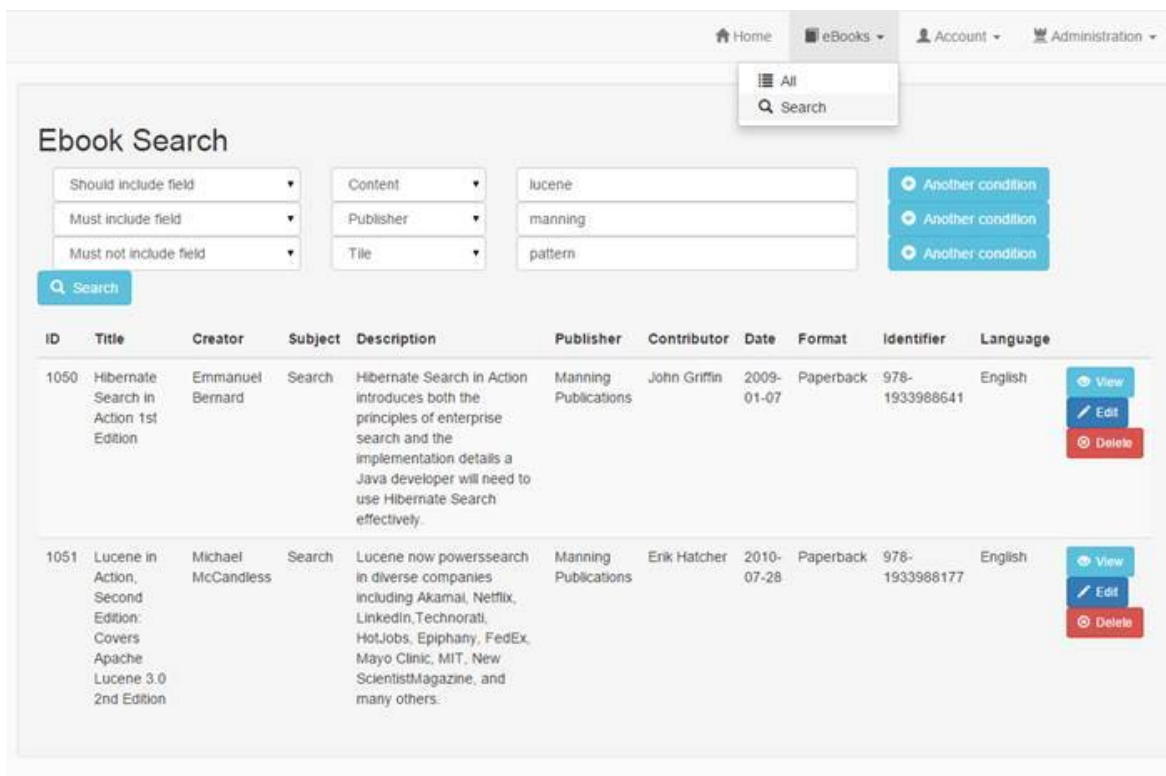 Home eBooks Account Administration
All
Search
Ebook Search
Should include field Content lucene Another condition
Must include field Publisher manning Another condition
Must not include field Tile pattern Another condition
Search
ID Title Creator Subject Description Publisher Contributor Date Format Identifier Language
1050 Hibernate Emmanuel Search Hibernate Search in Action Manning John Griffin 2009- Paperback 978- English View
Search in Bernard introduces both the Publications 01-07 1933988641
Action 1st principles of enterprise Edit
Edition search and the
implementation details a Delete
Java developer will need to
use Hibernate Search
effectively.
1051 Lucene in Michael Search Lucene now powerssearch Manning Erik Hatcher 2010- Paperback 978- English View
Action, McCandless in diverse companies Publications 07-28 1933988177
Second including Akamai, Netflix, Edit
Edition: LinkedIn,Technorati,
Covers HotJobs, Epiphany, FedEx, Delete
Apache Mayo Clinic, MIT, New
Lucene 3.0 ScientistMagazine, and
2nd Edition many others.